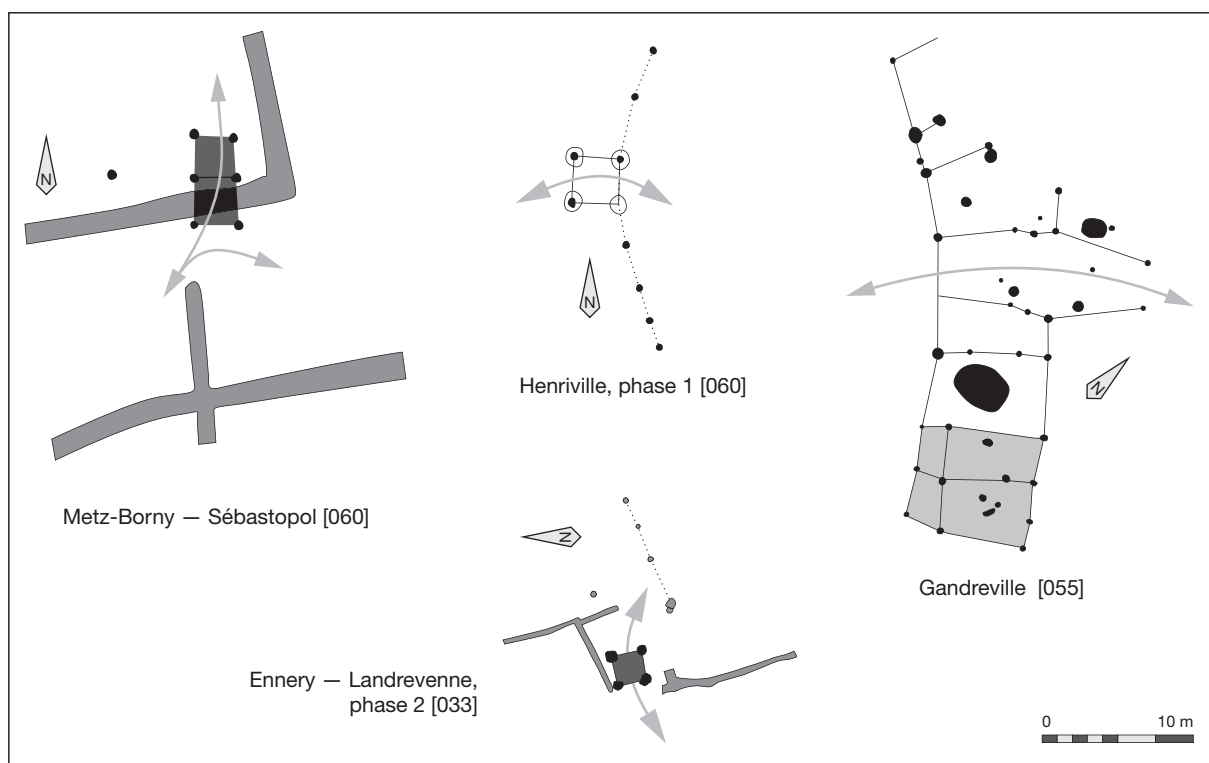 N
Metz-Borny — Sébastopol [060]
N
Henriville, phase 1 [060]
N
Gandreville [055]
N
Ennery — Landrevenne,
phase 2 [033]
0 10 m